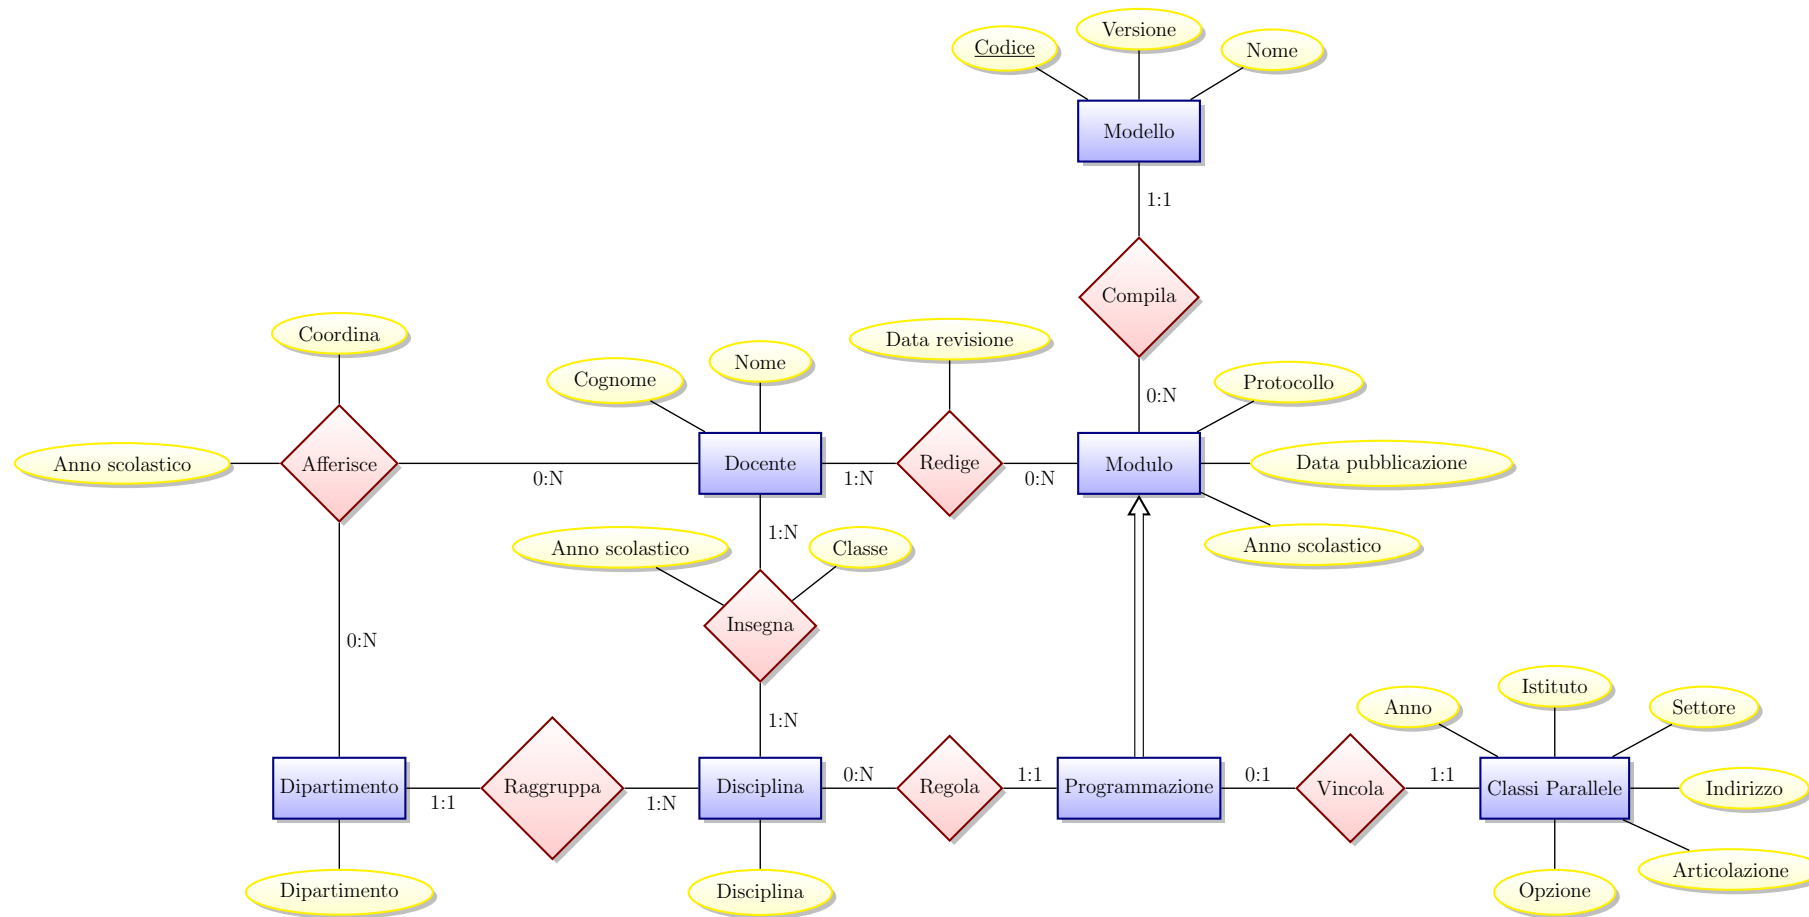 Codice
Versione
Nome
Modello
1:1
Compila
0:N
Coordina
Anno scolastico
Afferisce
0:N
Cognome
Nome
Docente
1:N
Data revisione
Redige
0:N
Modulo
Protocollo
Data pubblicazione
Anno scolastico
1:N
Anno scolastico
Classe
Insegna
0:N
1:N
Dipartimento
1:1
Raggruppa
1:N
Disciplina
0:N
Regola
1:1
Programmazione
0:1
Vincola
1:1
Classi Parallele
Anno
Istituto
Settore
Indirizzo
Articolazione
Opzione
Dipartimento
Disciplina